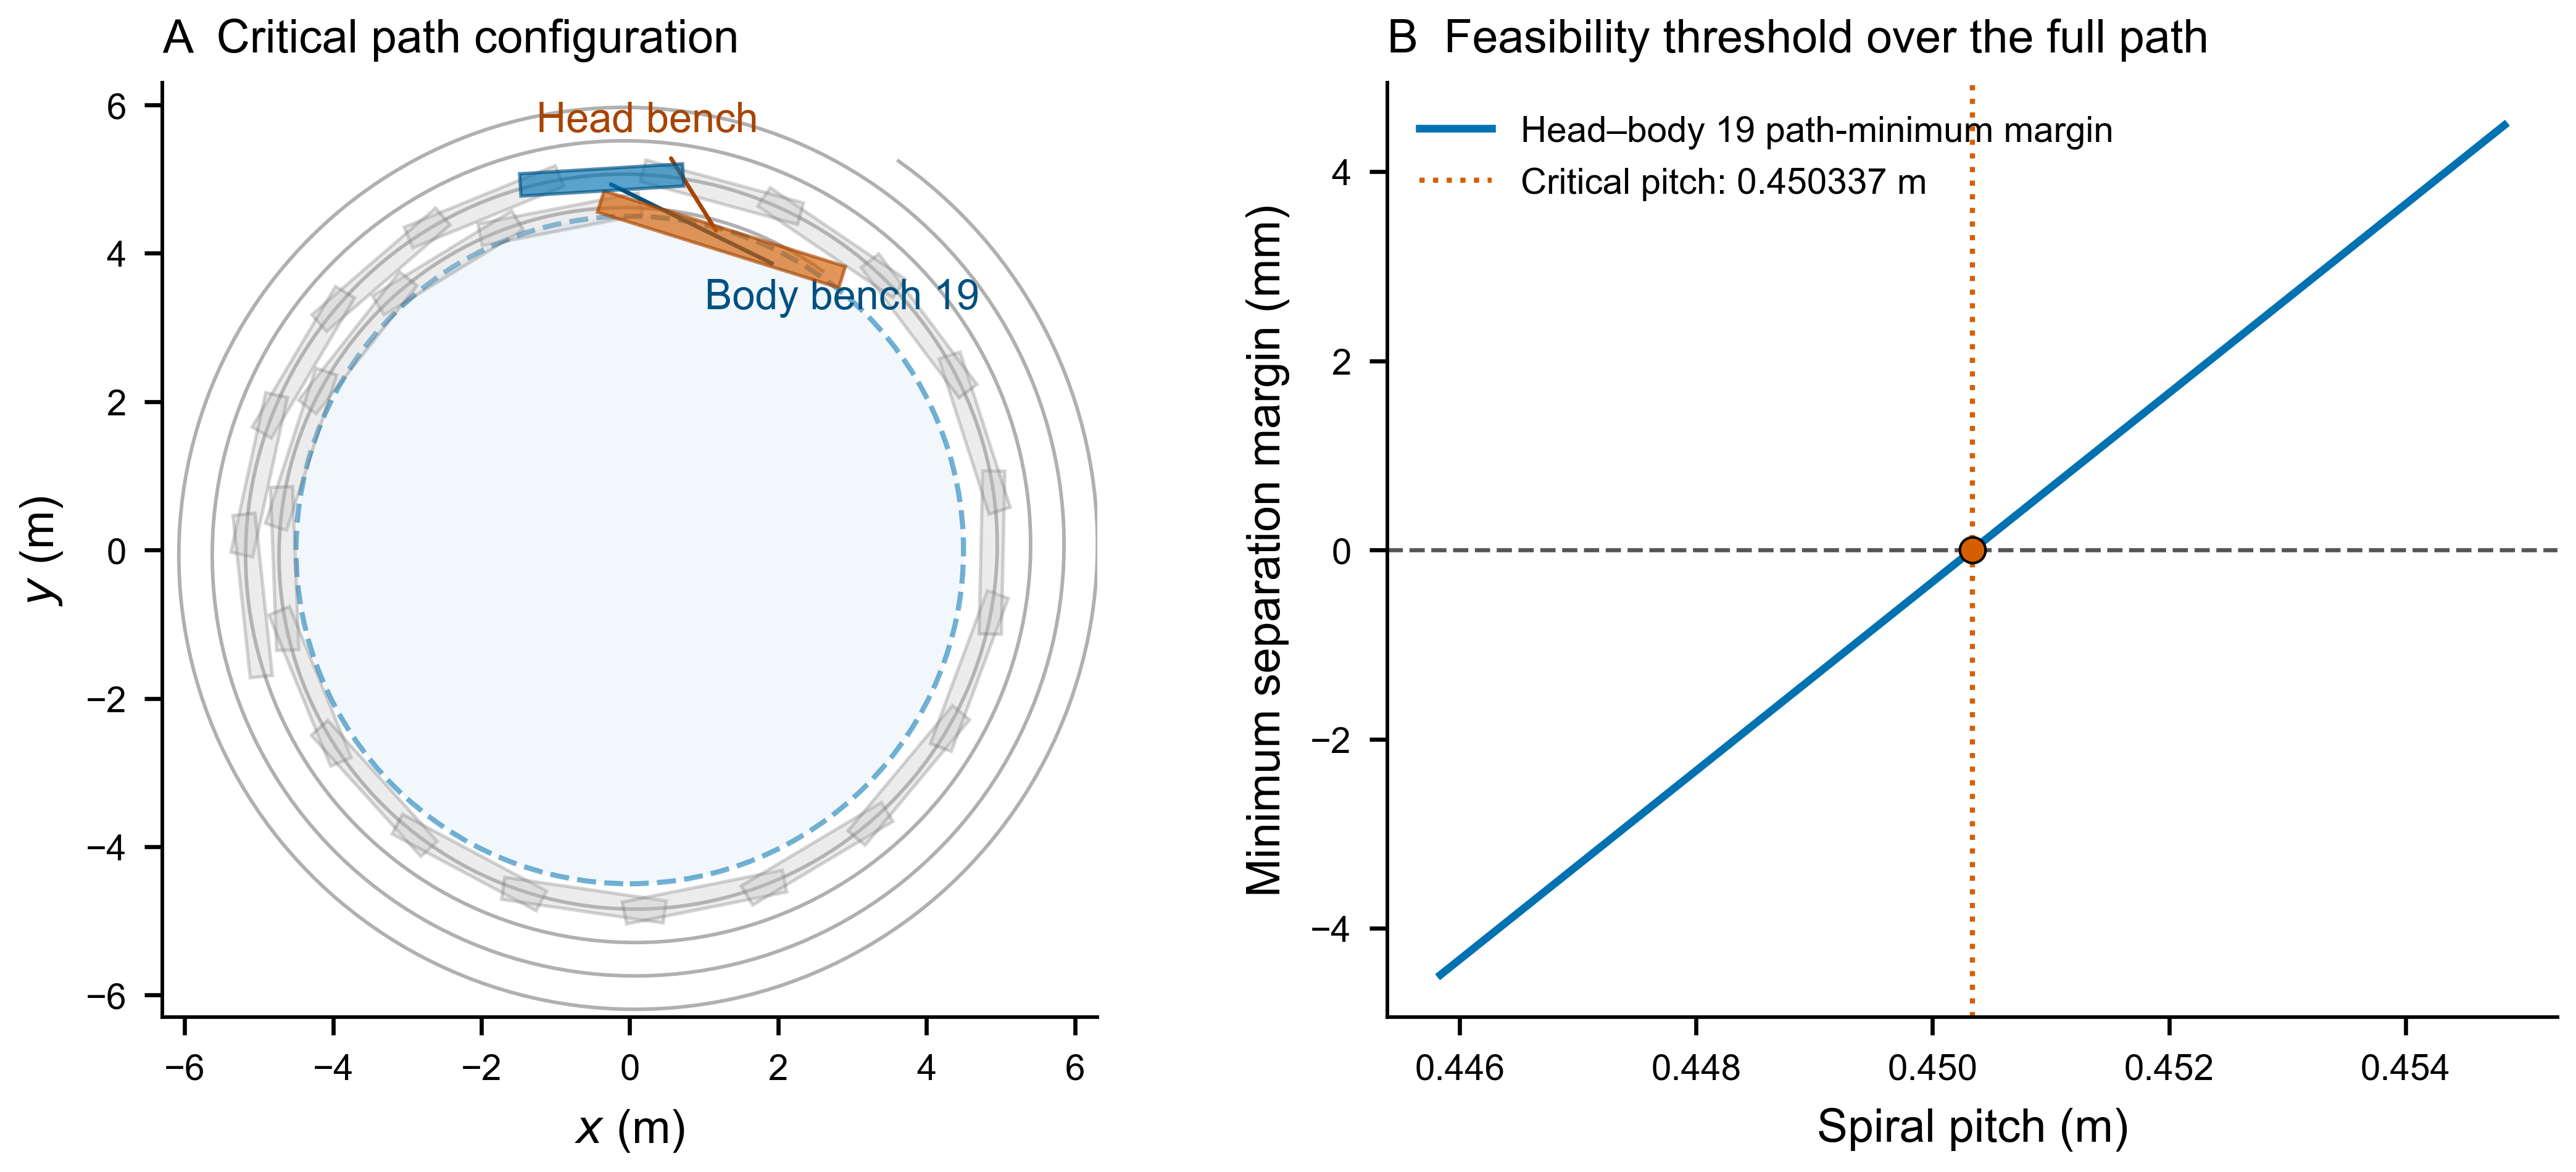 A Critical path configuration
Head bench
Body bench 19
6
4
2
0
−2
−4
−6
y (m)
−6 −4 −2 0 2 4 6
x (m)
B Feasibility threshold over the full path
Head–body 19 path-minimum margin
Critical pitch: 0.450337 m
4
2
0
−2
−4
Minimum separation margin (mm)
0.446 0.448 0.450 0.452 0.454
Spiral pitch (m)